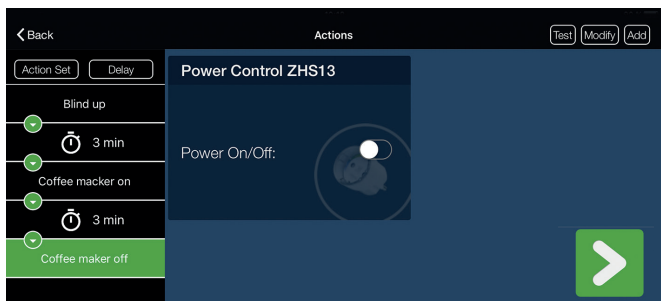 Back
Actions
Test Modify Add
Action Set Delay
Power Control ZHS13
Blind up
3 min
Power On/Off:
Coffee macker on
3 min
Coffee maker off